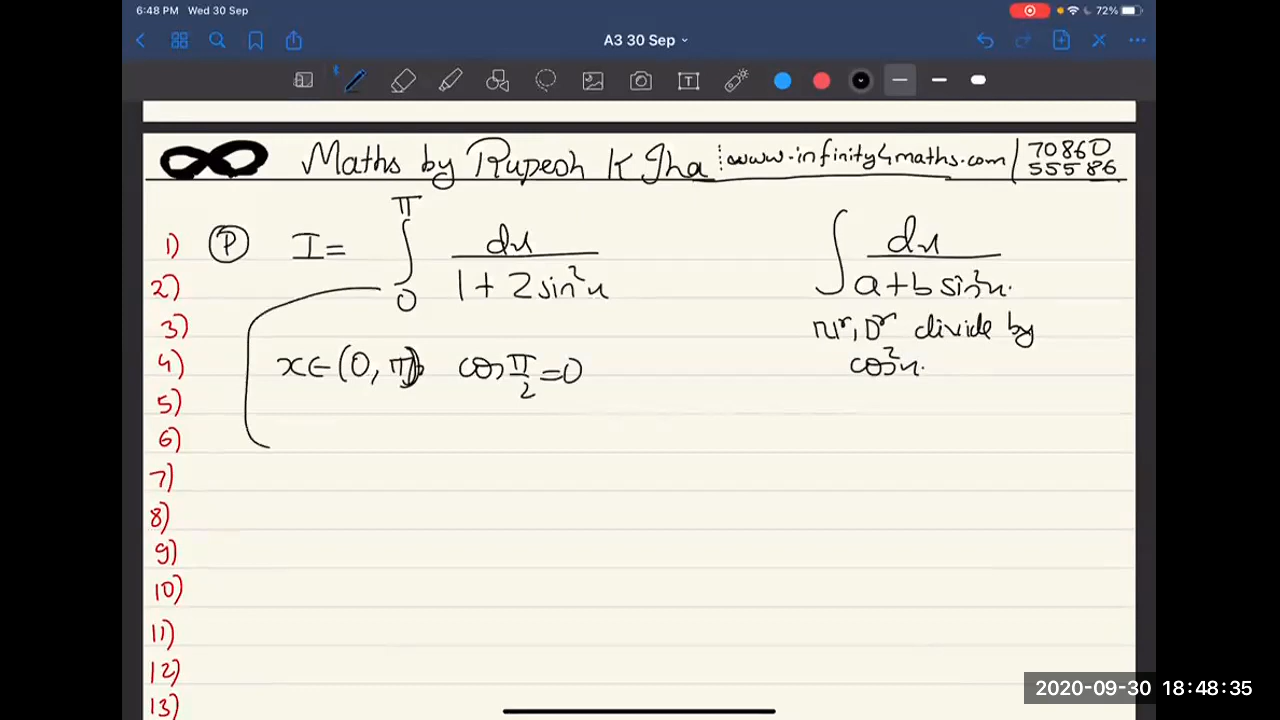 6:48 PM Wed 30 Sep
72%
A3 30 Sep
∞ Maths by Rupesh K Jha www.infinity4maths.com 70860 55586
1) P I = ∫₀^π dx / (1 + 2 sin²x)
∫ dx / (a + b sin²x).
2)
3) Nr, Dr divide by
4) x ∈ (0, π) cos π/2 = 0
cos²x.
5)
6)
7)
8)
9)
10)
11)
12)
13)
2020-09-30 18:48:35